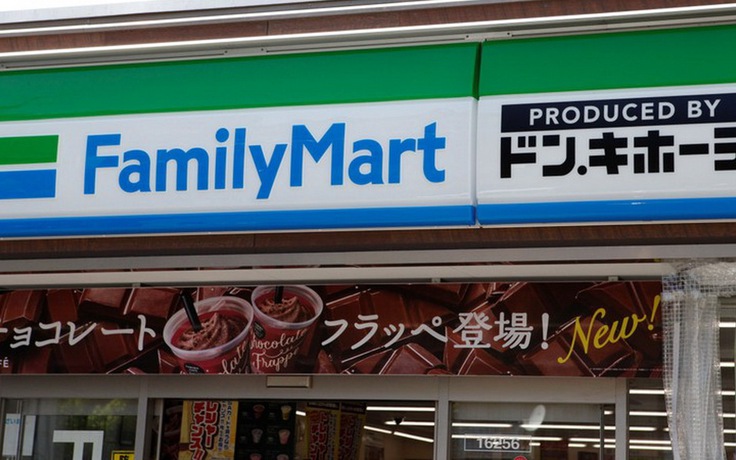 FamilyMart
PRODUCED BY
ドン.キホーテ
チョコレート フラッペ登場! New!
Chocolate Frappe
16256